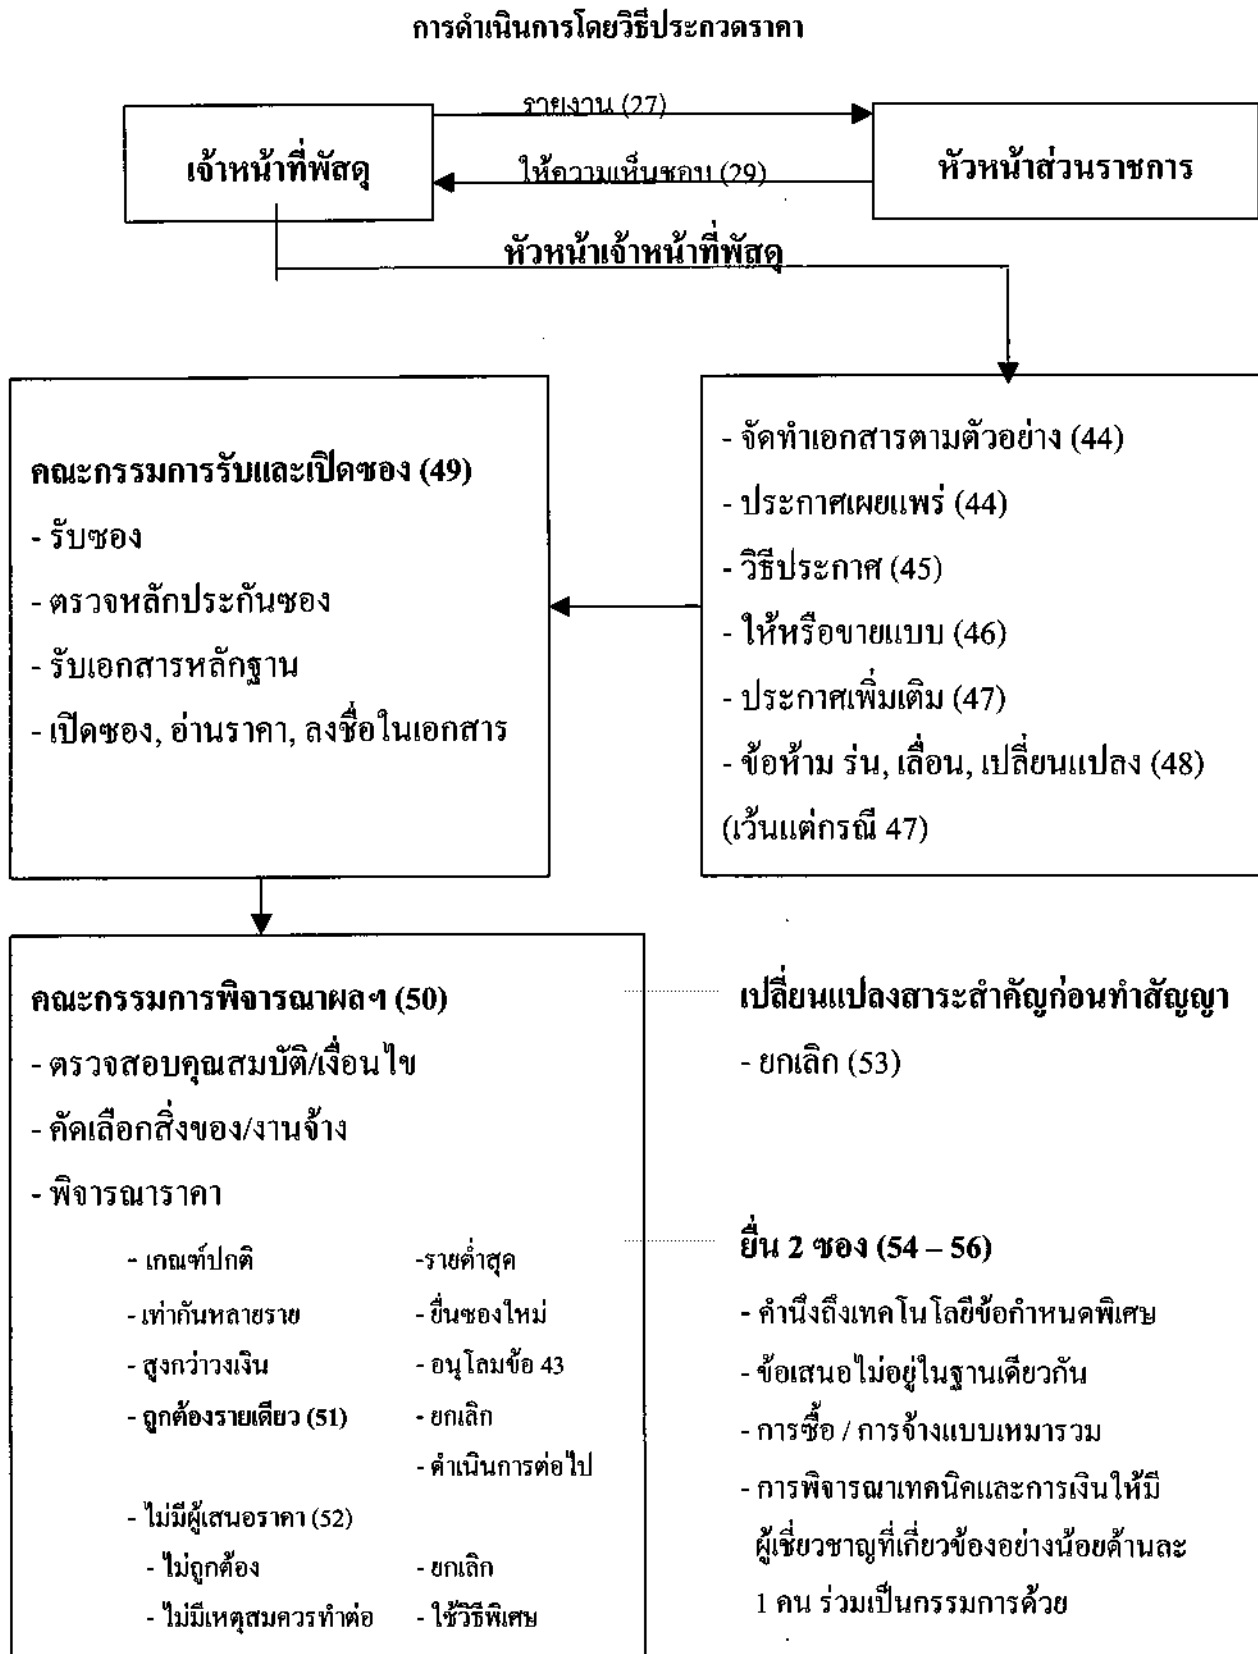 การดำเนินการโดยวิธีประกวดราคา
รายงาน (27)
เจ้าหน้าที่พัสดุ
ให้ความเห็นชอบ (29)
หัวหน้าส่วนราชการ
หัวหน้าเจ้าหน้าที่พัสดุ
- จัดทำเอกสารตามตัวอย่าง (44)
- ประกาศเผยแพร่ (44)
- วิธีประกาศ (45)
- ให้หรือขายแบบ (46)
- ประกาศเพิ่มเติม (47)
- ข้อห้าม ร่น, เลื่อน, เปลี่ยนแปลง (48)
(เว้นแต่กรณี 47)
คณะกรรมการรับและเปิดซอง (49)
- รับซอง
- ตรวจหลักประกันซอง
- รับเอกสารหลักฐาน
- เปิดซอง, อ่านราคา, ลงชื่อในเอกสาร
คณะกรรมการพิจารณาผลฯ (50)
- ตรวจสอบคุณสมบัติ/เงื่อนไข
- คัดเลือกสิ่งของ/งานจ้าง
- พิจารณาราคา
- เกณฑ์ปกติ -รายต่ำสุด
- เท่ากันหลายราย - ยื่นซองใหม่
- สูงกว่าวงเงิน - อนุโลมข้อ 43
- ถูกต้องรายเดียว (51) - ยกเลิก
- ดำเนินการต่อไป
- ไม่มีผู้เสนอราคา (52)
- ไม่ถูกต้อง - ยกเลิก
- ไม่มีเหตุสมควรทำต่อ - ใช้วิธีพิเศษ
เปลี่ยนแปลงสาระสำคัญก่อนทำสัญญา
- ยกเลิก (53)
ยื่น 2 ซอง (54 – 56)
- คำนึงถึงเทคโนโลยีข้อกำหนดพิเศษ
- ข้อเสนอไม่อยู่ในฐานเดียวกัน
- การซื้อ / การจ้างแบบเหมารวม
- การพิจารณาเทคนิคและการเงินให้มี
ผู้เชี่ยวชาญที่เกี่ยวข้องอย่างน้อยด้านละ
1 คน ร่วมเป็นกรรมการด้วย